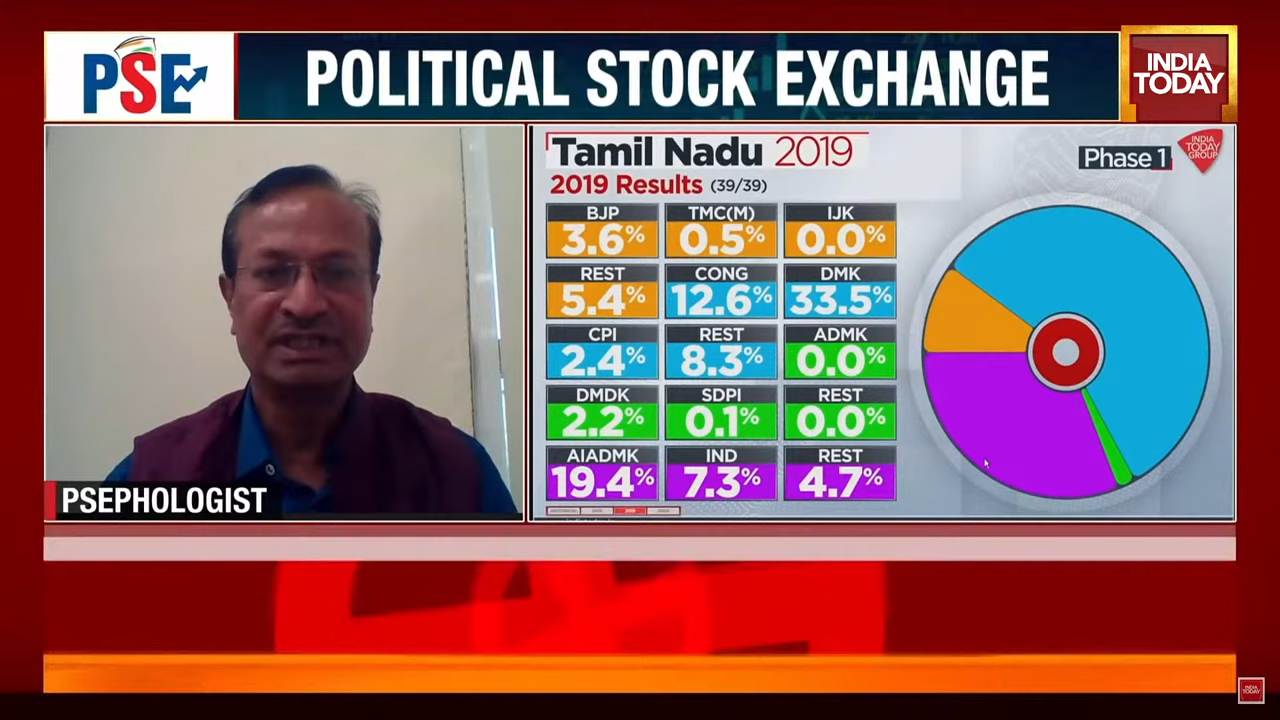 PSE
POLITICAL STOCK EXCHANGE
INDIA
TODAY
Tamil Nadu 2019
2019 Results (39/39)
Phase 1
INDIA
TODAY
GROUP
BJP TMC(M) IJK
3.6% 0.5% 0.0%
REST CONG DMK
5.4% 12.6% 33.5%
CPI REST ADMK
2.4% 8.3% 0.0%
DMDK SDPI REST
2.2% 0.1% 0.0%
AIADMK IND REST
19.4% 7.3% 4.7%
PSEPHOLOGIST
INDIA
TODAY